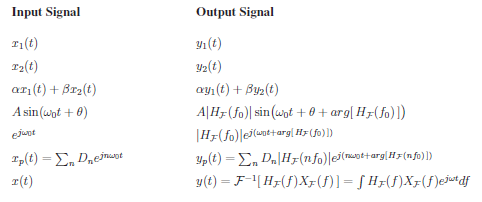 Input Signal Output Signal
x₁(t) y₁(t)
x₂(t) y₂(t)
αx₁(t) + βx₂(t) αy₁(t) + βy₂(t)
A sin(ω₀t + θ) A|H_F(f₀)| sin(ω₀t + θ + arg[H_F(f₀)])
e^{jω₀t} |H_F(f₀)|e^{j(ω₀t+arg[H_F(f₀)])}
x_p(t) = ∑_n D_n e^{jnω₀t} y_p(t) = ∑_n D_n|H_F(nf₀)|e^{j(nω₀t+arg[H_F(nf₀)])}
x(t) y(t) = F⁻¹[H_F(f)X_F(f)] = ∫ H_F(f)X_F(f)e^{jωt}df